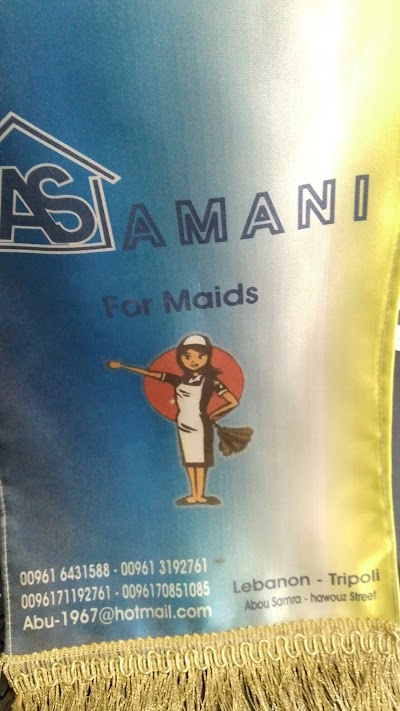 AS
AMANI
For Maids
00961 6431588 - 00961 3192761
0096171192761 - 0096170851085
Abu-1967@hotmail.com
Lebanon - Tripoli
Abou Samra - hawouz Street